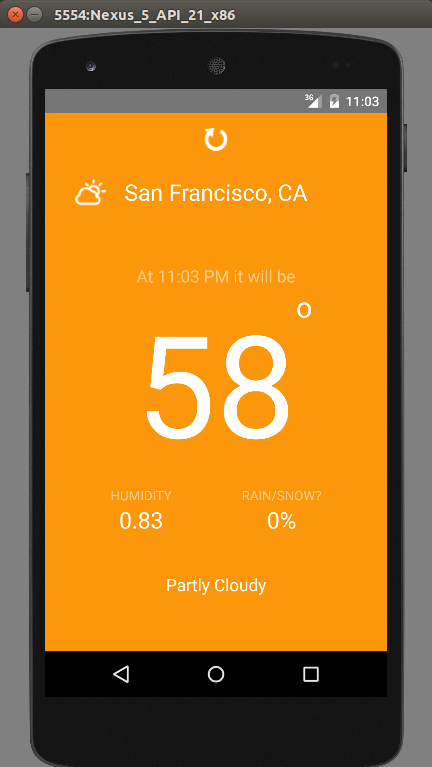 5554:Nexus_5_API_21_x86
3G 11:03
San Francisco, CA
At 11:03 PM it will be
58°
HUMIDITY RAIN/SNOW?
0.83 0%
Partly Cloudy